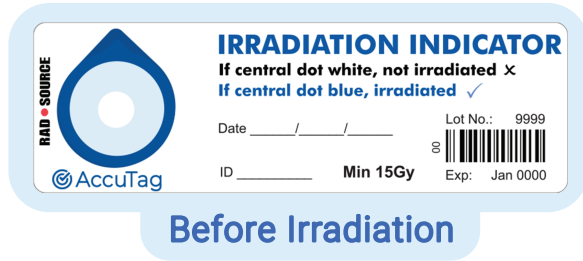 RAD SOURCE
AccuTag
IRRADIATION INDICATOR
If central dot white, not irradiated ✗
If central dot blue, irradiated ✓
Date ______/______/______
ID __________ Min 15Gy
Lot No.: 9999
00
Exp: Jan 0000
Before Irradiation